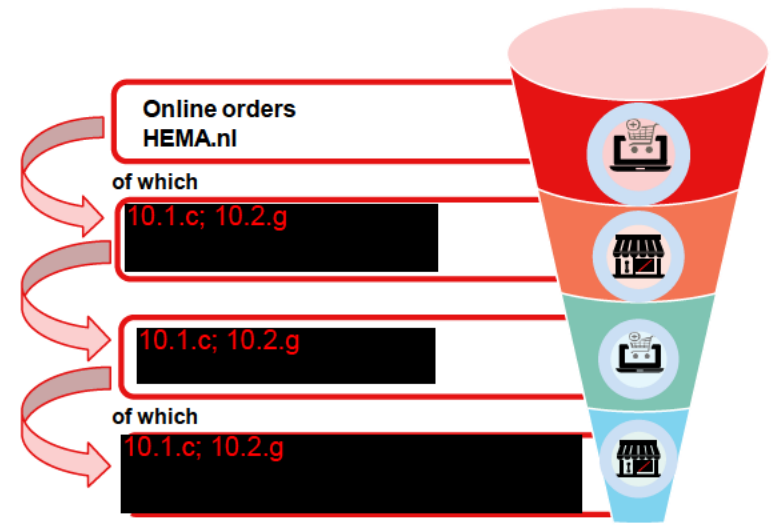 Online orders
HEMA.nl
of which
10.1.c; 10.2.g
10.1.c; 10.2.g
of which
10.1.c; 10.2.g